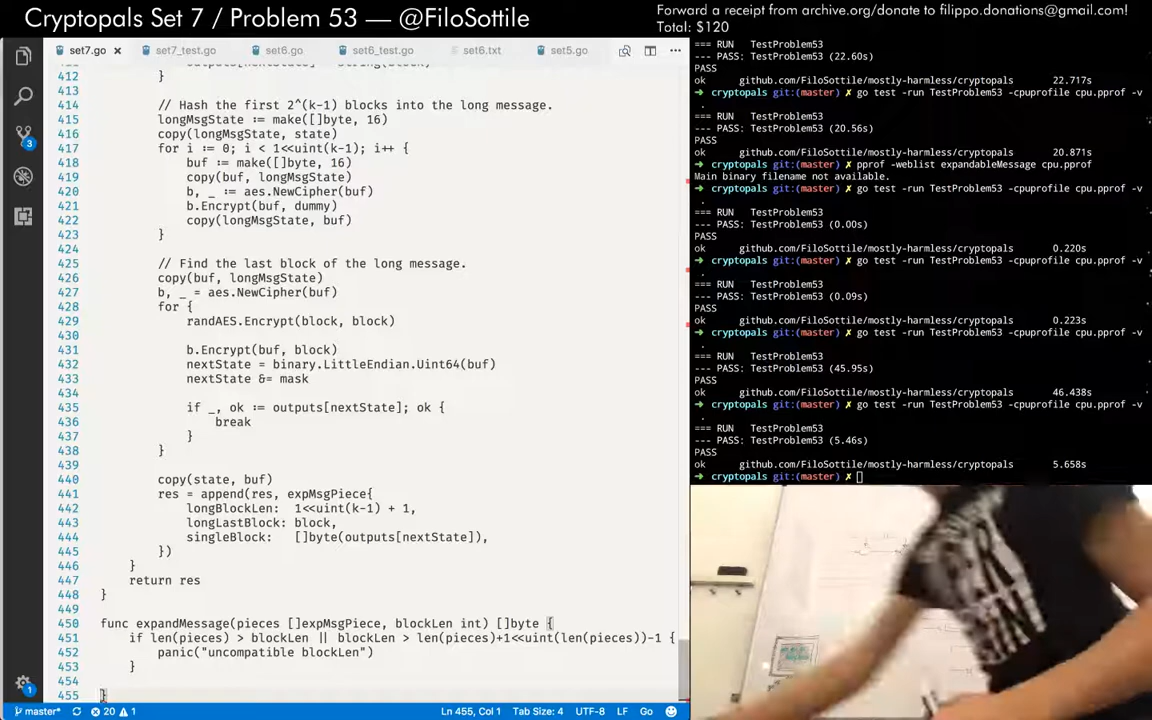 Cryptopals Set 7 / Problem 53 — @FiloSottile
Forward a receipt from archive.org/donate to filippo.donations@gmail.com!
Total: $120
set7.go × set7_test.go set6.go set6_test.go set6.txt set5.go
412 }
413
414 // Hash the first 2^(k-1) blocks into the long message.
415 longMsgState := make([]byte, 16)
416 copy(longMsgState, state)
417 for i := 0; i < 1<<uint(k-1); i++ {
418 buf := make([]byte, 16)
419 copy(buf, longMsgState)
420 b, _ := aes.NewCipher(buf)
421 b.Encrypt(buf, dummy)
422 copy(longMsgState, buf)
423 }
424
425 // Find the last block of the long message.
426 copy(buf, longMsgState)
427 b, _ = aes.NewCipher(buf)
428 for {
429 randAES.Encrypt(block, block)
430
431 b.Encrypt(buf, block)
432 nextState = binary.LittleEndian.Uint64(buf)
433 nextState &= mask
434
435 if _, ok := outputs[nextState]; ok {
436 break
437 }
438 }
439
440 copy(state, buf)
441 res = append(res, expMsgPiece{
442 longBlockLen: 1<<uint(k-1) + 1,
443 longLastBlock: block,
444 singleBlock: []byte(outputs[nextState]),
445 })
446 }
447 return res
448 }
449
450 func expandMessage(pieces []expMsgPiece, blockLen int) []byte {
451 if len(pieces) > blockLen || blockLen > len(pieces)+1<<uint(len(pieces))-1 {
452 panic("uncompatible blockLen")
453 }
454
455 }
3
1
master* 20 1 Ln 455, Col 1 Tab Size: 4 UTF-8 LF Go
=== RUN TestProblem53
--- PASS: TestProblem53 (22.60s)
PASS
ok github.com/FiloSottile/mostly-harmless/cryptopals 22.717s
➜ cryptopals git:(master) ✗ go test -run TestProblem53 -cpuprofile cpu.pprof -v
.
=== RUN TestProblem53
--- PASS: TestProblem53 (20.56s)
PASS
ok github.com/FiloSottile/mostly-harmless/cryptopals 20.871s
➜ cryptopals git:(master) ✗ pprof -weblist expandableMessage cpu.pprof
Main binary filename not available.
➜ cryptopals git:(master) ✗ go test -run TestProblem53 -cpuprofile cpu.pprof -v
.
=== RUN TestProblem53
--- PASS: TestProblem53 (0.00s)
PASS
ok github.com/FiloSottile/mostly-harmless/cryptopals 0.220s
➜ cryptopals git:(master) ✗ go test -run TestProblem53 -cpuprofile cpu.pprof -v
.
=== RUN TestProblem53
--- PASS: TestProblem53 (0.09s)
PASS
ok github.com/FiloSottile/mostly-harmless/cryptopals 0.223s
➜ cryptopals git:(master) ✗ go test -run TestProblem53 -cpuprofile cpu.pprof -v
.
=== RUN TestProblem53
--- PASS: TestProblem53 (45.95s)
PASS
ok github.com/FiloSottile/mostly-harmless/cryptopals 46.438s
➜ cryptopals git:(master) ✗ go test -run TestProblem53 -cpuprofile cpu.pprof -v
.
=== RUN TestProblem53
--- PASS: TestProblem53 (5.46s)
PASS
ok github.com/FiloSottile/mostly-harmless/cryptopals 5.658s
➜ cryptopals git:(master) ✗